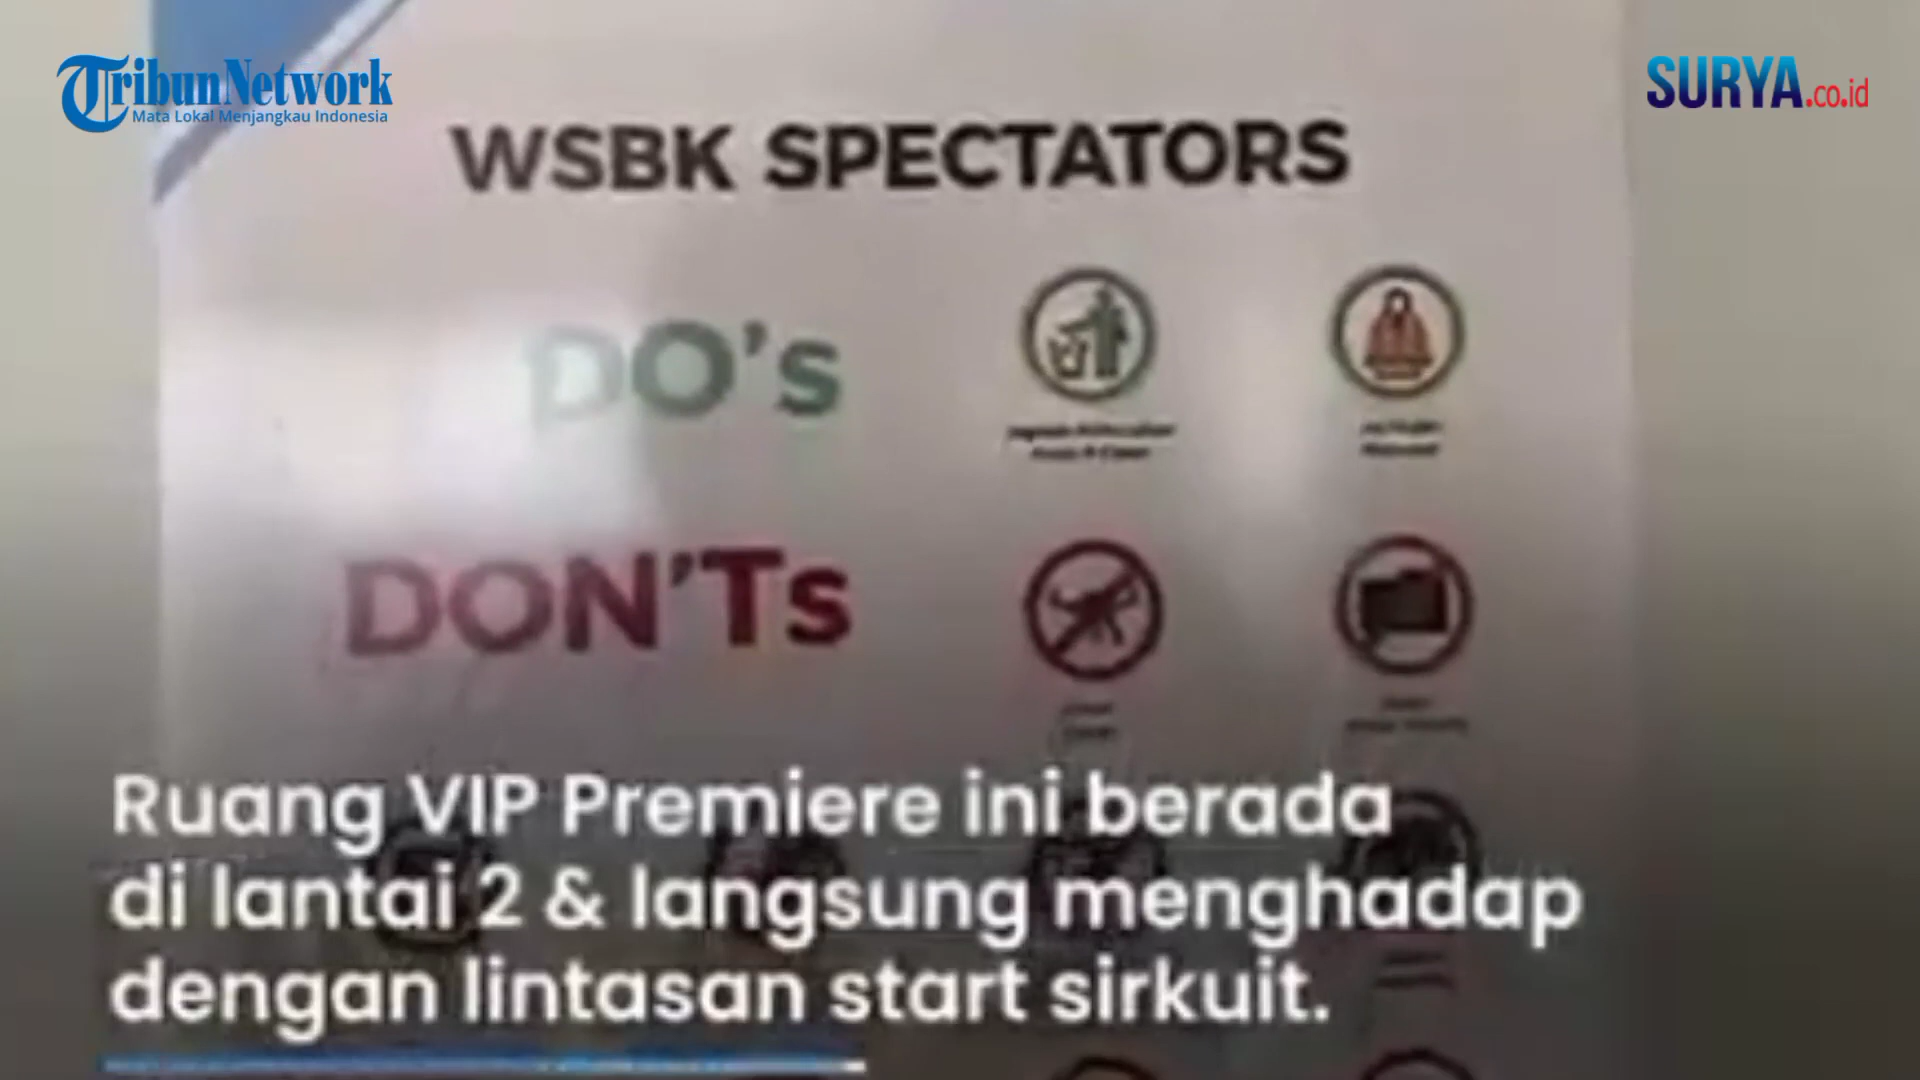 TribunNetwork
Mata Lokal Menjangkau Indonesia
SURYA.co.id
WSBK SPECTATORS
DO's
DON'Ts
Ruang VIP Premiere ini berada
di lantai 2 & langsung menghadap
dengan lintasan start sirkuit.